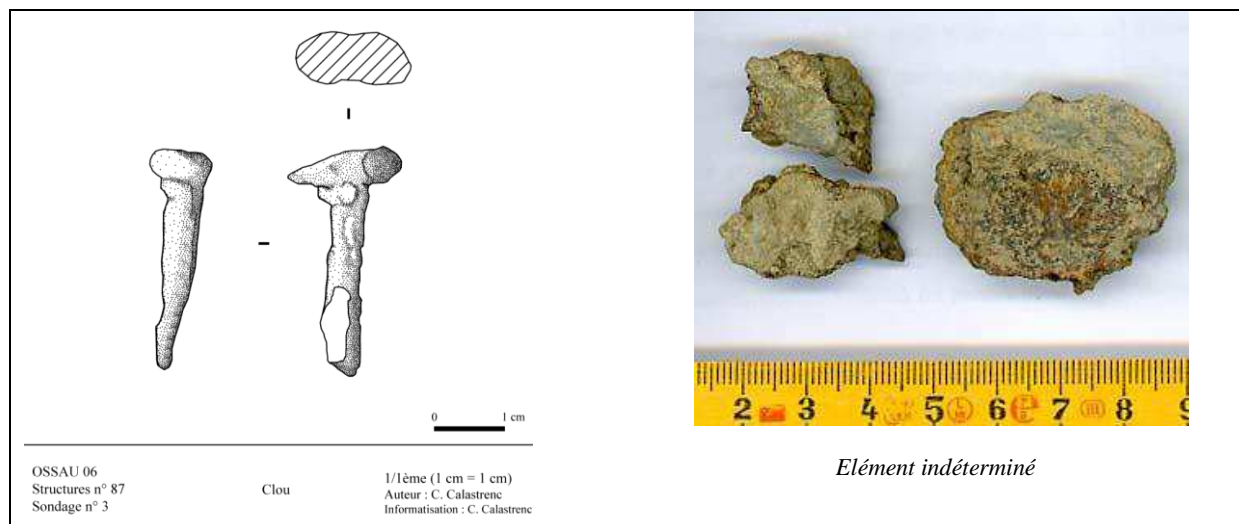 0 1 cm
OSSAU 06
Structures n° 87
Sondage n° 3
Clou
1/1ème (1 cm = 1 cm)
Auteur : C. Calastrenc
Informatisation : C. Calastrenc
2 3 4 5 6 7 8 9
Elément indéterminé